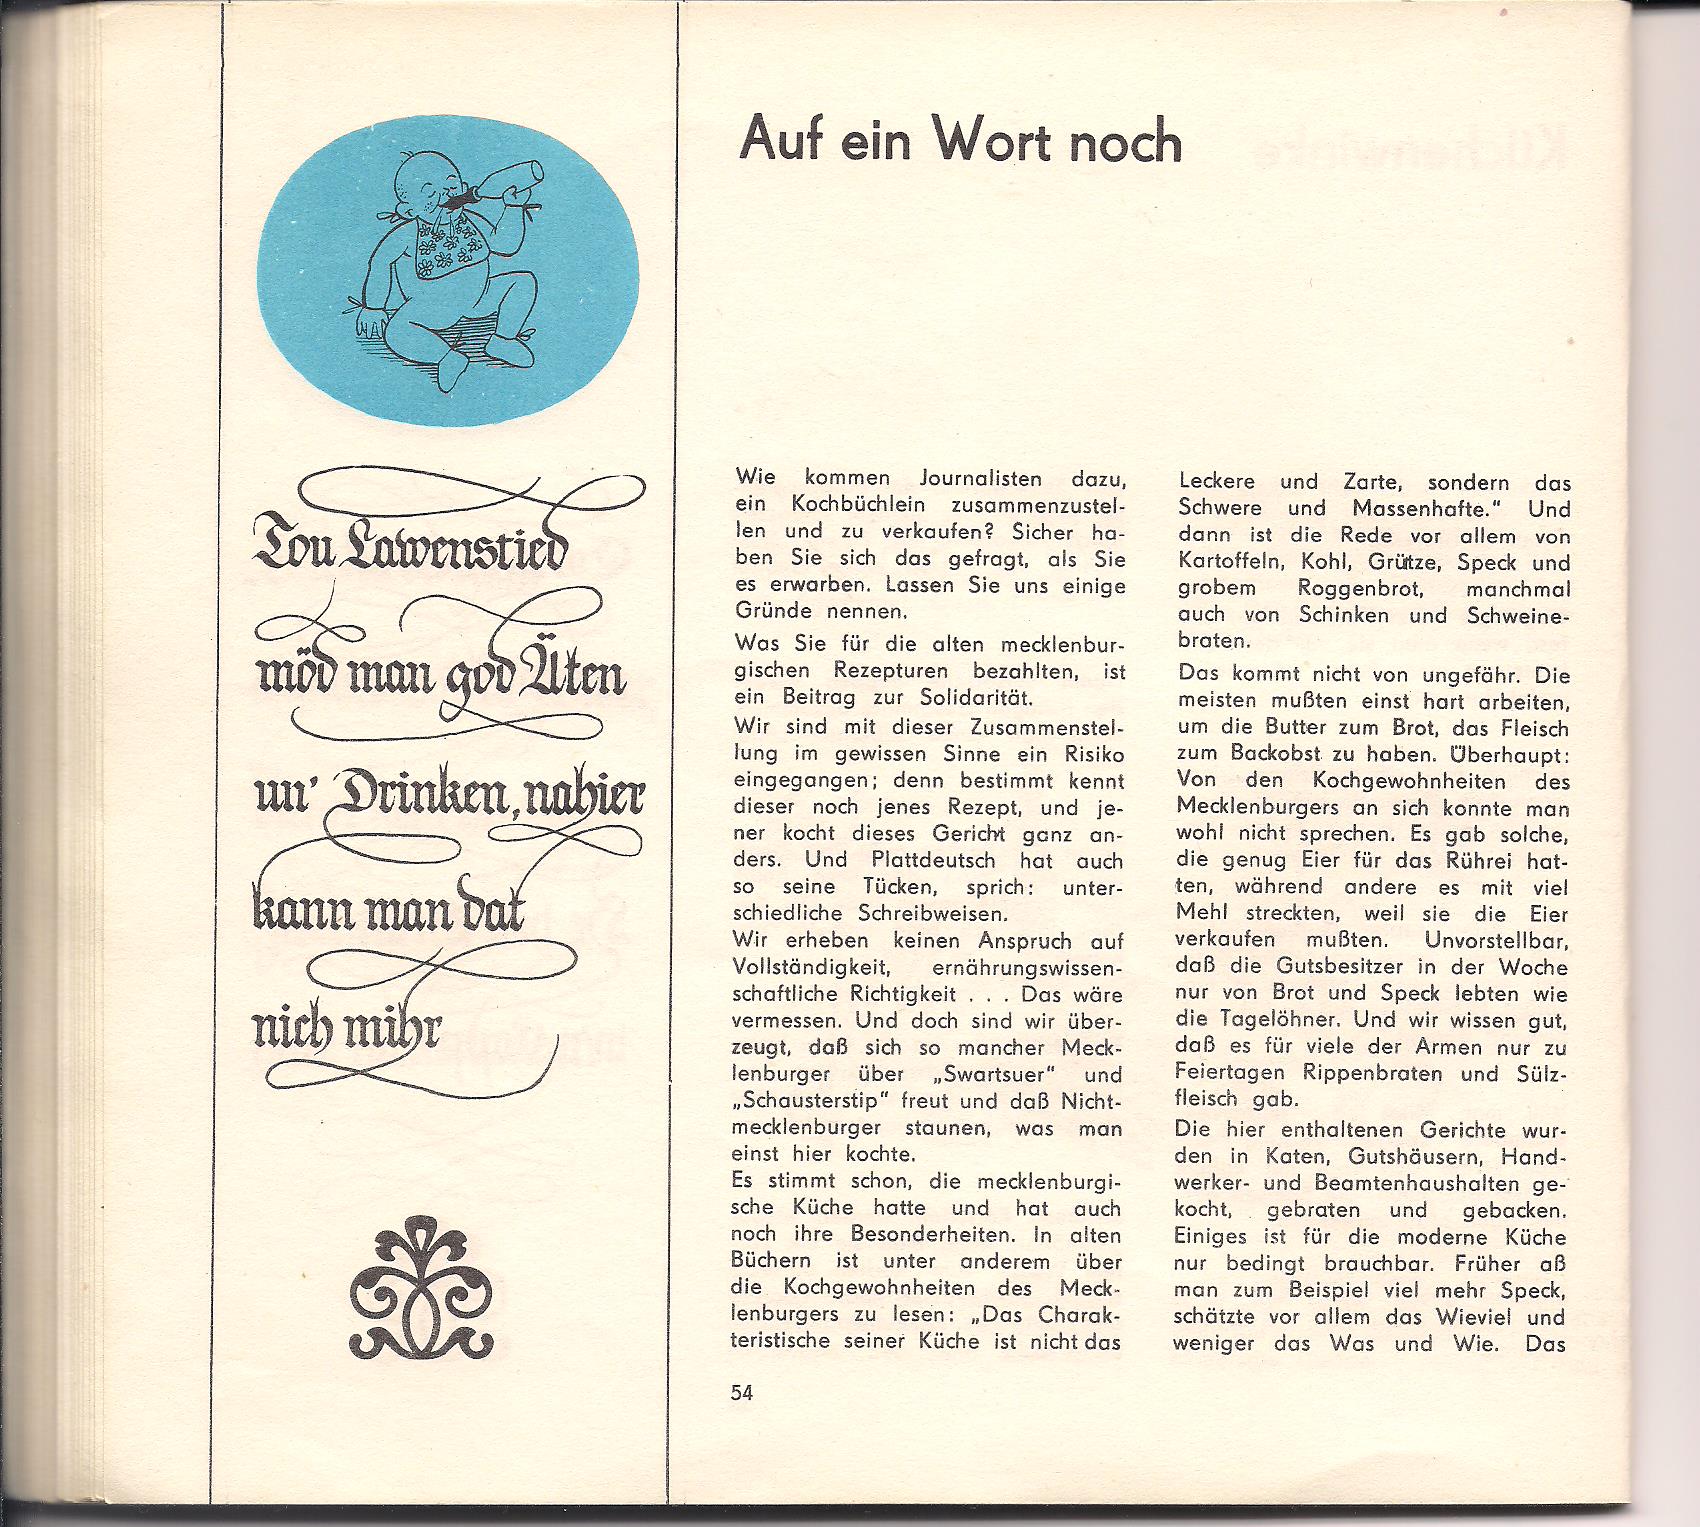 Auf ein Wort noch
Tou Lawenstied
möd man god Äten
un' Drinken, nahier
kann man dat
nich mihr
Wie kommen Journalisten dazu,
ein Kochbüchlein zusammenzustel-
len und zu verkaufen? Sicher ha-
ben Sie sich das gefragt, als Sie
es erwarben. Lassen Sie uns einige
Gründe nennen.
Was Sie für die alten mecklenbur-
gischen Rezepturen bezahlten, ist
ein Beitrag zur Solidarität.
Wir sind mit dieser Zusammenstel-
lung im gewissen Sinne ein Risiko
eingegangen; denn bestimmt kennt
dieser noch jenes Rezept, und je-
ner kocht dieses Gericht ganz an-
ders. Und Plattdeutsch hat auch
so seine Tücken, sprich: unter-
schiedliche Schreibweisen.
Wir erheben keinen Anspruch auf
Vollständigkeit, ernährungswissen-
schaftliche Richtigkeit . . . Das wäre
vermessen. Und doch sind wir über-
zeugt, daß sich so mancher Meck-
lenburger über „Swartsuer" und
„Schausterstip" freut und daß Nicht-
mecklenburger staunen, was man
einst hier kochte.
Es stimmt schon, die mecklenburgi-
sche Küche hatte und hat auch
noch ihre Besonderheiten. In alten
Büchern ist unter anderem über
die Kochgewohnheiten des Meck-
lenburgers zu lesen: „Das Charak-
teristische seiner Küche ist nicht das
Leckere und Zarte, sondern das
Schwere und Massenhafte." Und
dann ist die Rede vor allem von
Kartoffeln, Kohl, Grütze, Speck und
grobem Roggenbrot, manchmal
auch von Schinken und Schweine-
braten.
Das kommt nicht von ungefähr. Die
meisten mußten einst hart arbeiten,
um die Butter zum Brot, das Fleisch
zum Backobst zu haben. Überhaupt:
Von den Kochgewohnheiten des
Mecklenburgers an sich konnte man
wohl nicht sprechen. Es gab solche,
die genug Eier für das Rührei hat-
ten, während andere es mit viel
Mehl streckten, weil sie die Eier
verkaufen mußten. Unvorstellbar,
daß die Gutsbesitzer in der Woche
nur von Brot und Speck lebten wie
die Tagelöhner. Und wir wissen gut,
daß es für viele der Armen nur zu
Feiertagen Rippenbraten und Sülz-
fleisch gab.
Die hier enthaltenen Gerichte wur-
den in Katen, Gutshäusern, Hand-
werker- und Beamtenhaushalten ge-
kocht, gebraten und gebacken.
Einiges ist für die moderne Küche
nur bedingt brauchbar. Früher aß
man zum Beispiel viel mehr Speck,
schätzte vor allem das Wieviel und
weniger das Was und Wie. Das
54